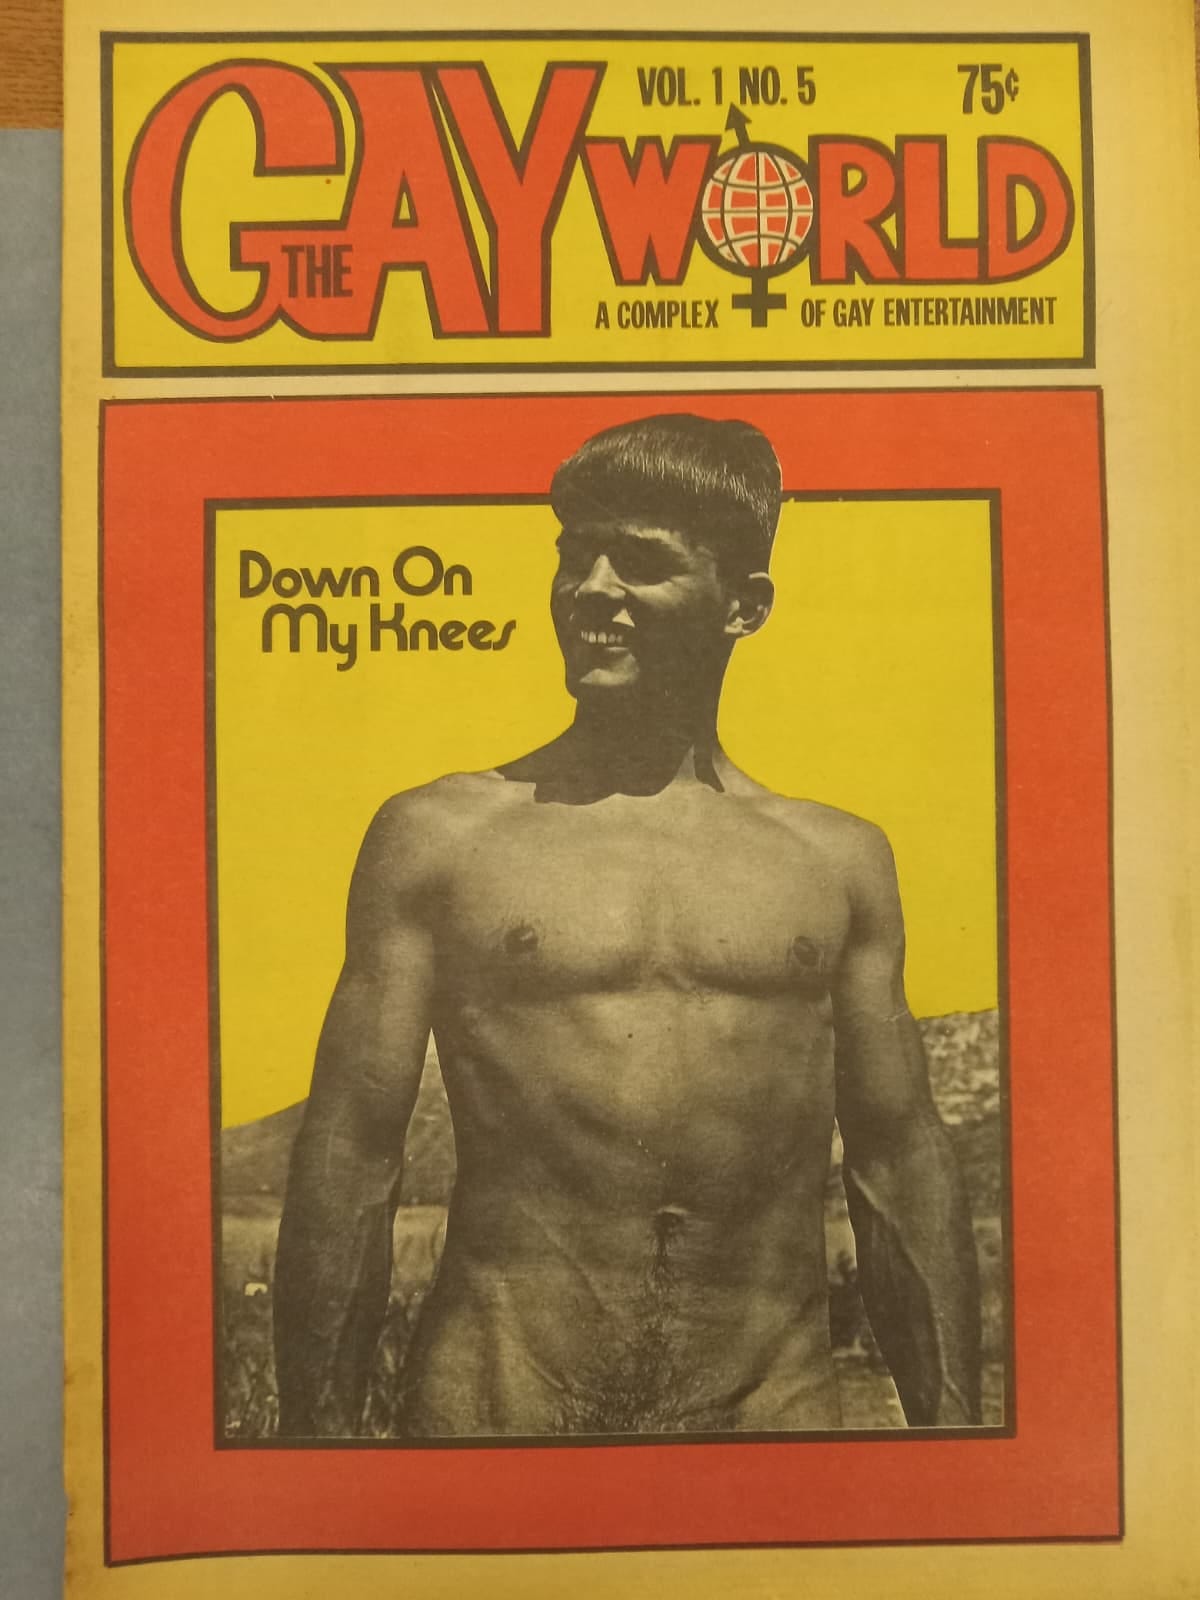 VOL. 1 NO. 5 75¢
THE GAY WORLD
A COMPLEX OF GAY ENTERTAINMENT
Down On
My Knees